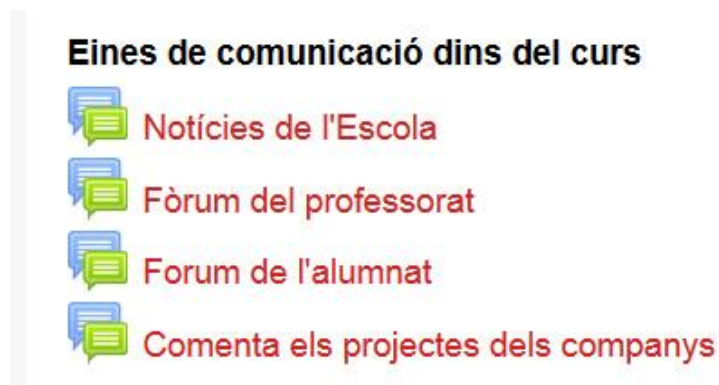 Eines de comunicació dins del curs
Notícies de l'Escola
Fòrum del professorat
Forum de l'alumnat
Comenta els projectes dels companys